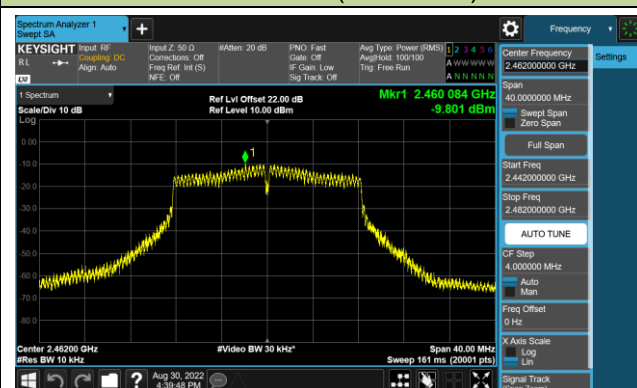 Spectrum Analyzer 1
Swept SA
Frequency
KEYSIGHT
RL
LXI
Input: RF
Coupling: DC
Align: Auto
Input Z: 50 Ω
Corrections: Off
Freq Ref: Int (S)
NFE: Off
#Atten: 20 dB
PNO: Fast
Gate: Off
IF Gain: Low
Sig Track: Off
Avg Type: Power (RMS)
Avg|Hold: 100/100
Trig: Free Run
1 2 3 4 5 6
A W W W W W
A N N N N N
1 Spectrum
Scale/Div 10 dB
Log
Ref Lvl Offset 22.00 dB
Ref Level 10.00 dBm
Mkr1 2.460 084 GHz
-9.801 dBm
1
0.00
-10.0
-20.0
-30.0
-40.0
-50.0
-60.0
-70.0
-80.0
Center 2.46200 GHz
#Res BW 10 kHz
#Video BW 30 kHz*
Span 40.00 MHz
Sweep 161 ms (20001 pts)
Aug 30, 2022
4:39:48 PM
Center Frequency
2.462000000 GHz
Settings
Span
40.0000000 MHz
Swept Span
Zero Span
Full Span
Start Freq
2.442000000 GHz
Stop Freq
2.482000000 GHz
AUTO TUNE
CF Step
4.000000 MHz
Auto
Man
Freq Offset
0 Hz
X Axis Scale
Log
Lin
Signal Track